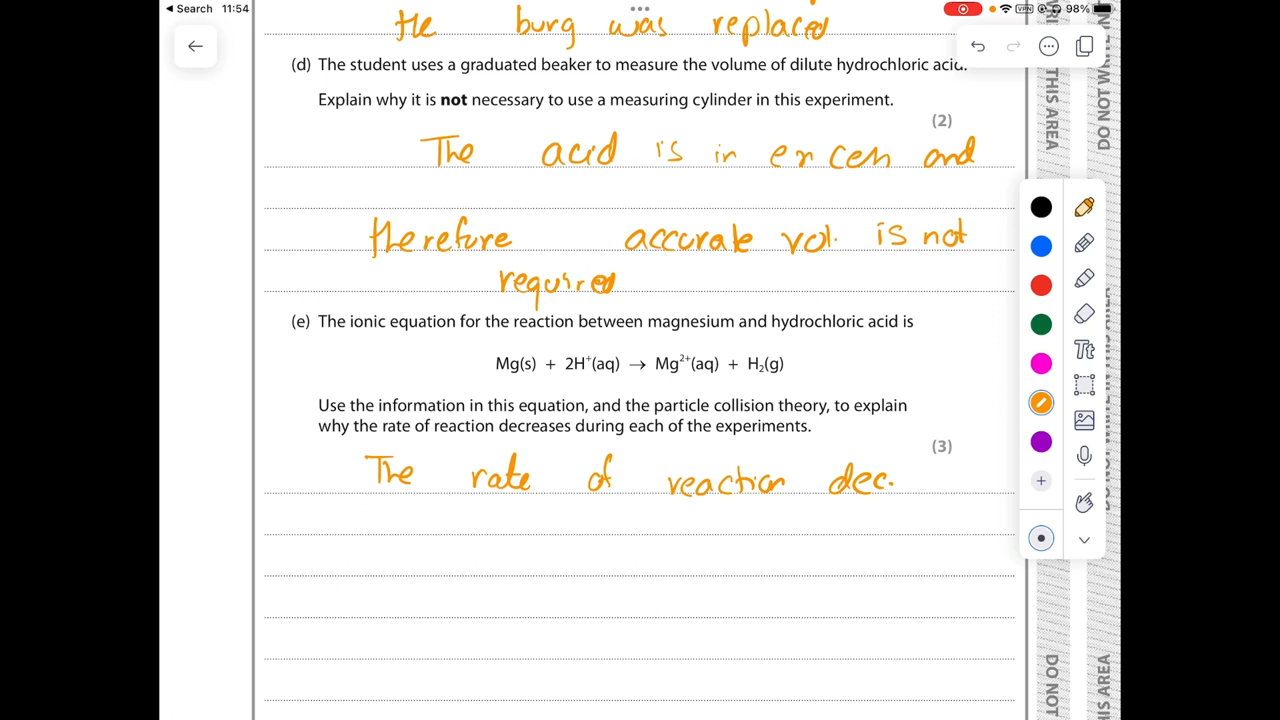 Search 11:54
VPN 98%
the burg was replaced
(d) The student uses a graduated beaker to measure the volume of dilute hydrochloric acid.
Explain why it is not necessary to use a measuring cylinder in this experiment.
(2)
The acid is in excess and
therefore accurate vol. is not
required
(e) The ionic equation for the reaction between magnesium and hydrochloric acid is
Mg(s) + 2H⁺(aq) → Mg²⁺(aq) + H₂(g)
Use the information in this equation, and the particle collision theory, to explain
why the rate of reaction decreases during each of the experiments.
(3)
The rate of reaction dec.
Tt
THIS AREA
DO NOT WRITE IN
DO NOT
HIS AREA